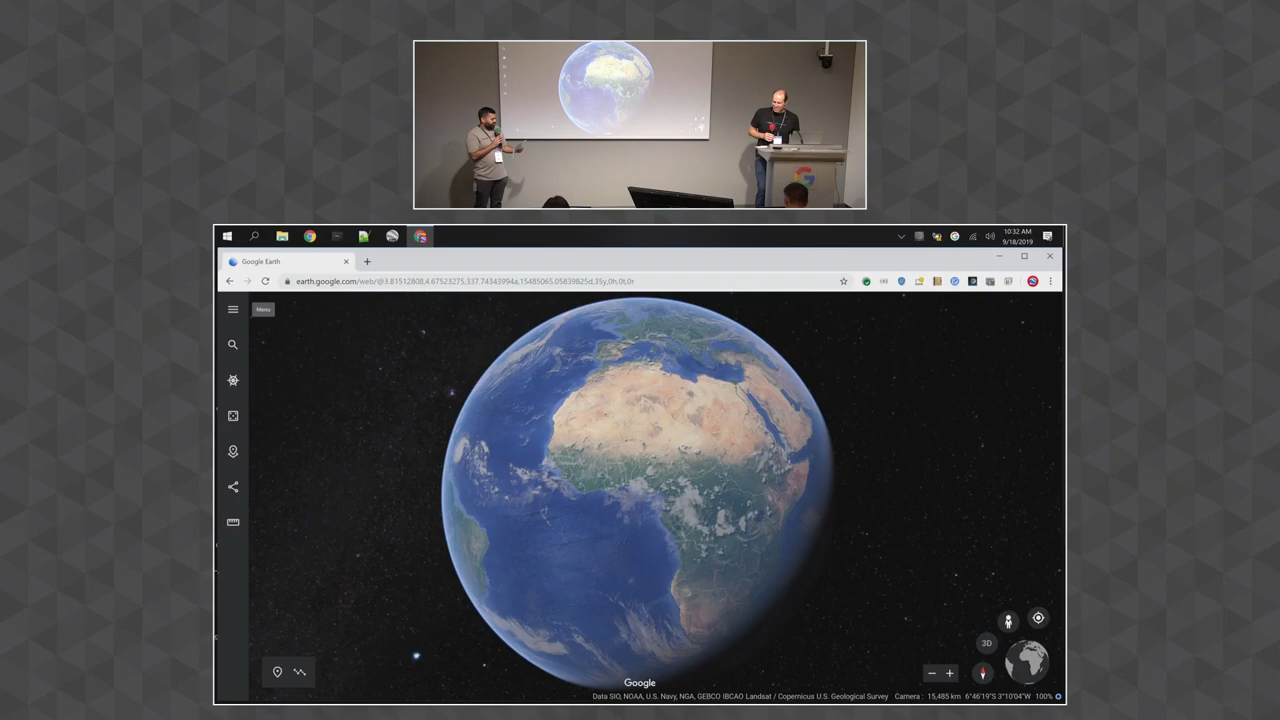 10:32 AM
9/18/2019
Google Earth
earth.google.com/web/@3.81512808,4.67523275,337.74343994a,15485065.05839825d,35y,0h,0t,0r
Menu
3D
Google
Data SIO, NOAA, U.S. Navy, NGA, GEBCO IBCAO Landsat / Copernicus U.S. Geological Survey Camera : 15,485 km 6°46'19"S 3°10'04"W 100%